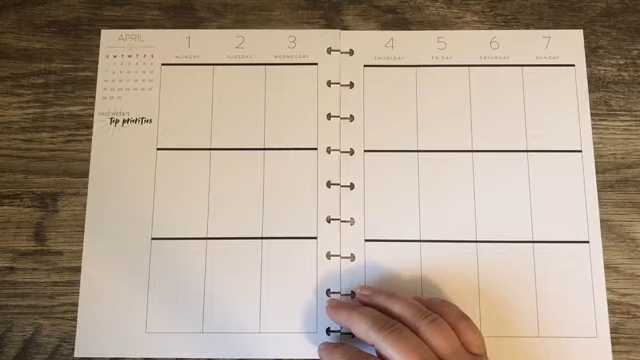 APRIL
S M T W T F S
THIS WEEK'S
Top priorities
1 2 3
MONDAY TUESDAY WEDNESDAY
4 5 6 7
THURSDAY FRIDAY SATURDAY SUNDAY